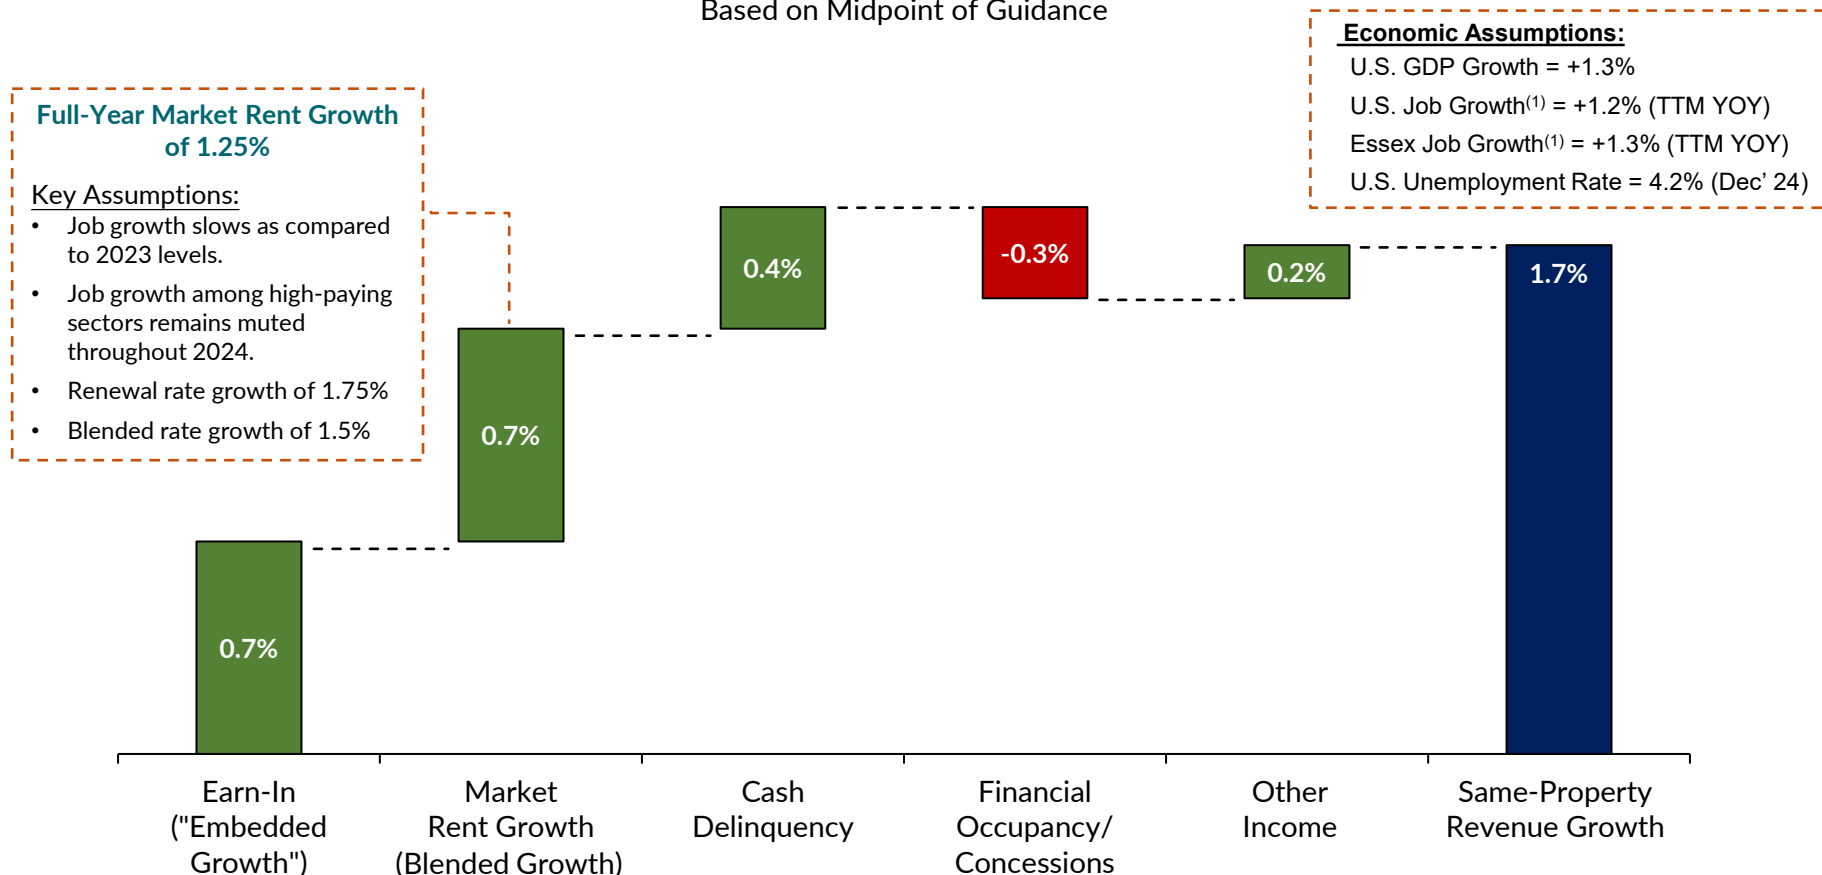 Based on Midpoint of Guidance
Economic Assumptions:
U.S. GDP Growth = +1.3%
U.S. Job Growth(1) = +1.2% (TTM YOY)
Essex Job Growth(1) = +1.3% (TTM YOY)
U.S. Unemployment Rate = 4.2% (Dec' 24)
Full-Year Market Rent Growth
of 1.25%
Key Assumptions:
• Job growth slows as compared
to 2023 levels.
• Job growth among high-paying
sectors remains muted
throughout 2024.
• Renewal rate growth of 1.75%
• Blended rate growth of 1.5%
0.7%
0.7%
0.4%
-0.3%
0.2%
1.7%
Earn-In
("Embedded
Growth")
Market
Rent Growth
(Blended Growth)
Cash
Delinquency
Financial
Occupancy/
Concessions
Other
Income
Same-Property
Revenue Growth